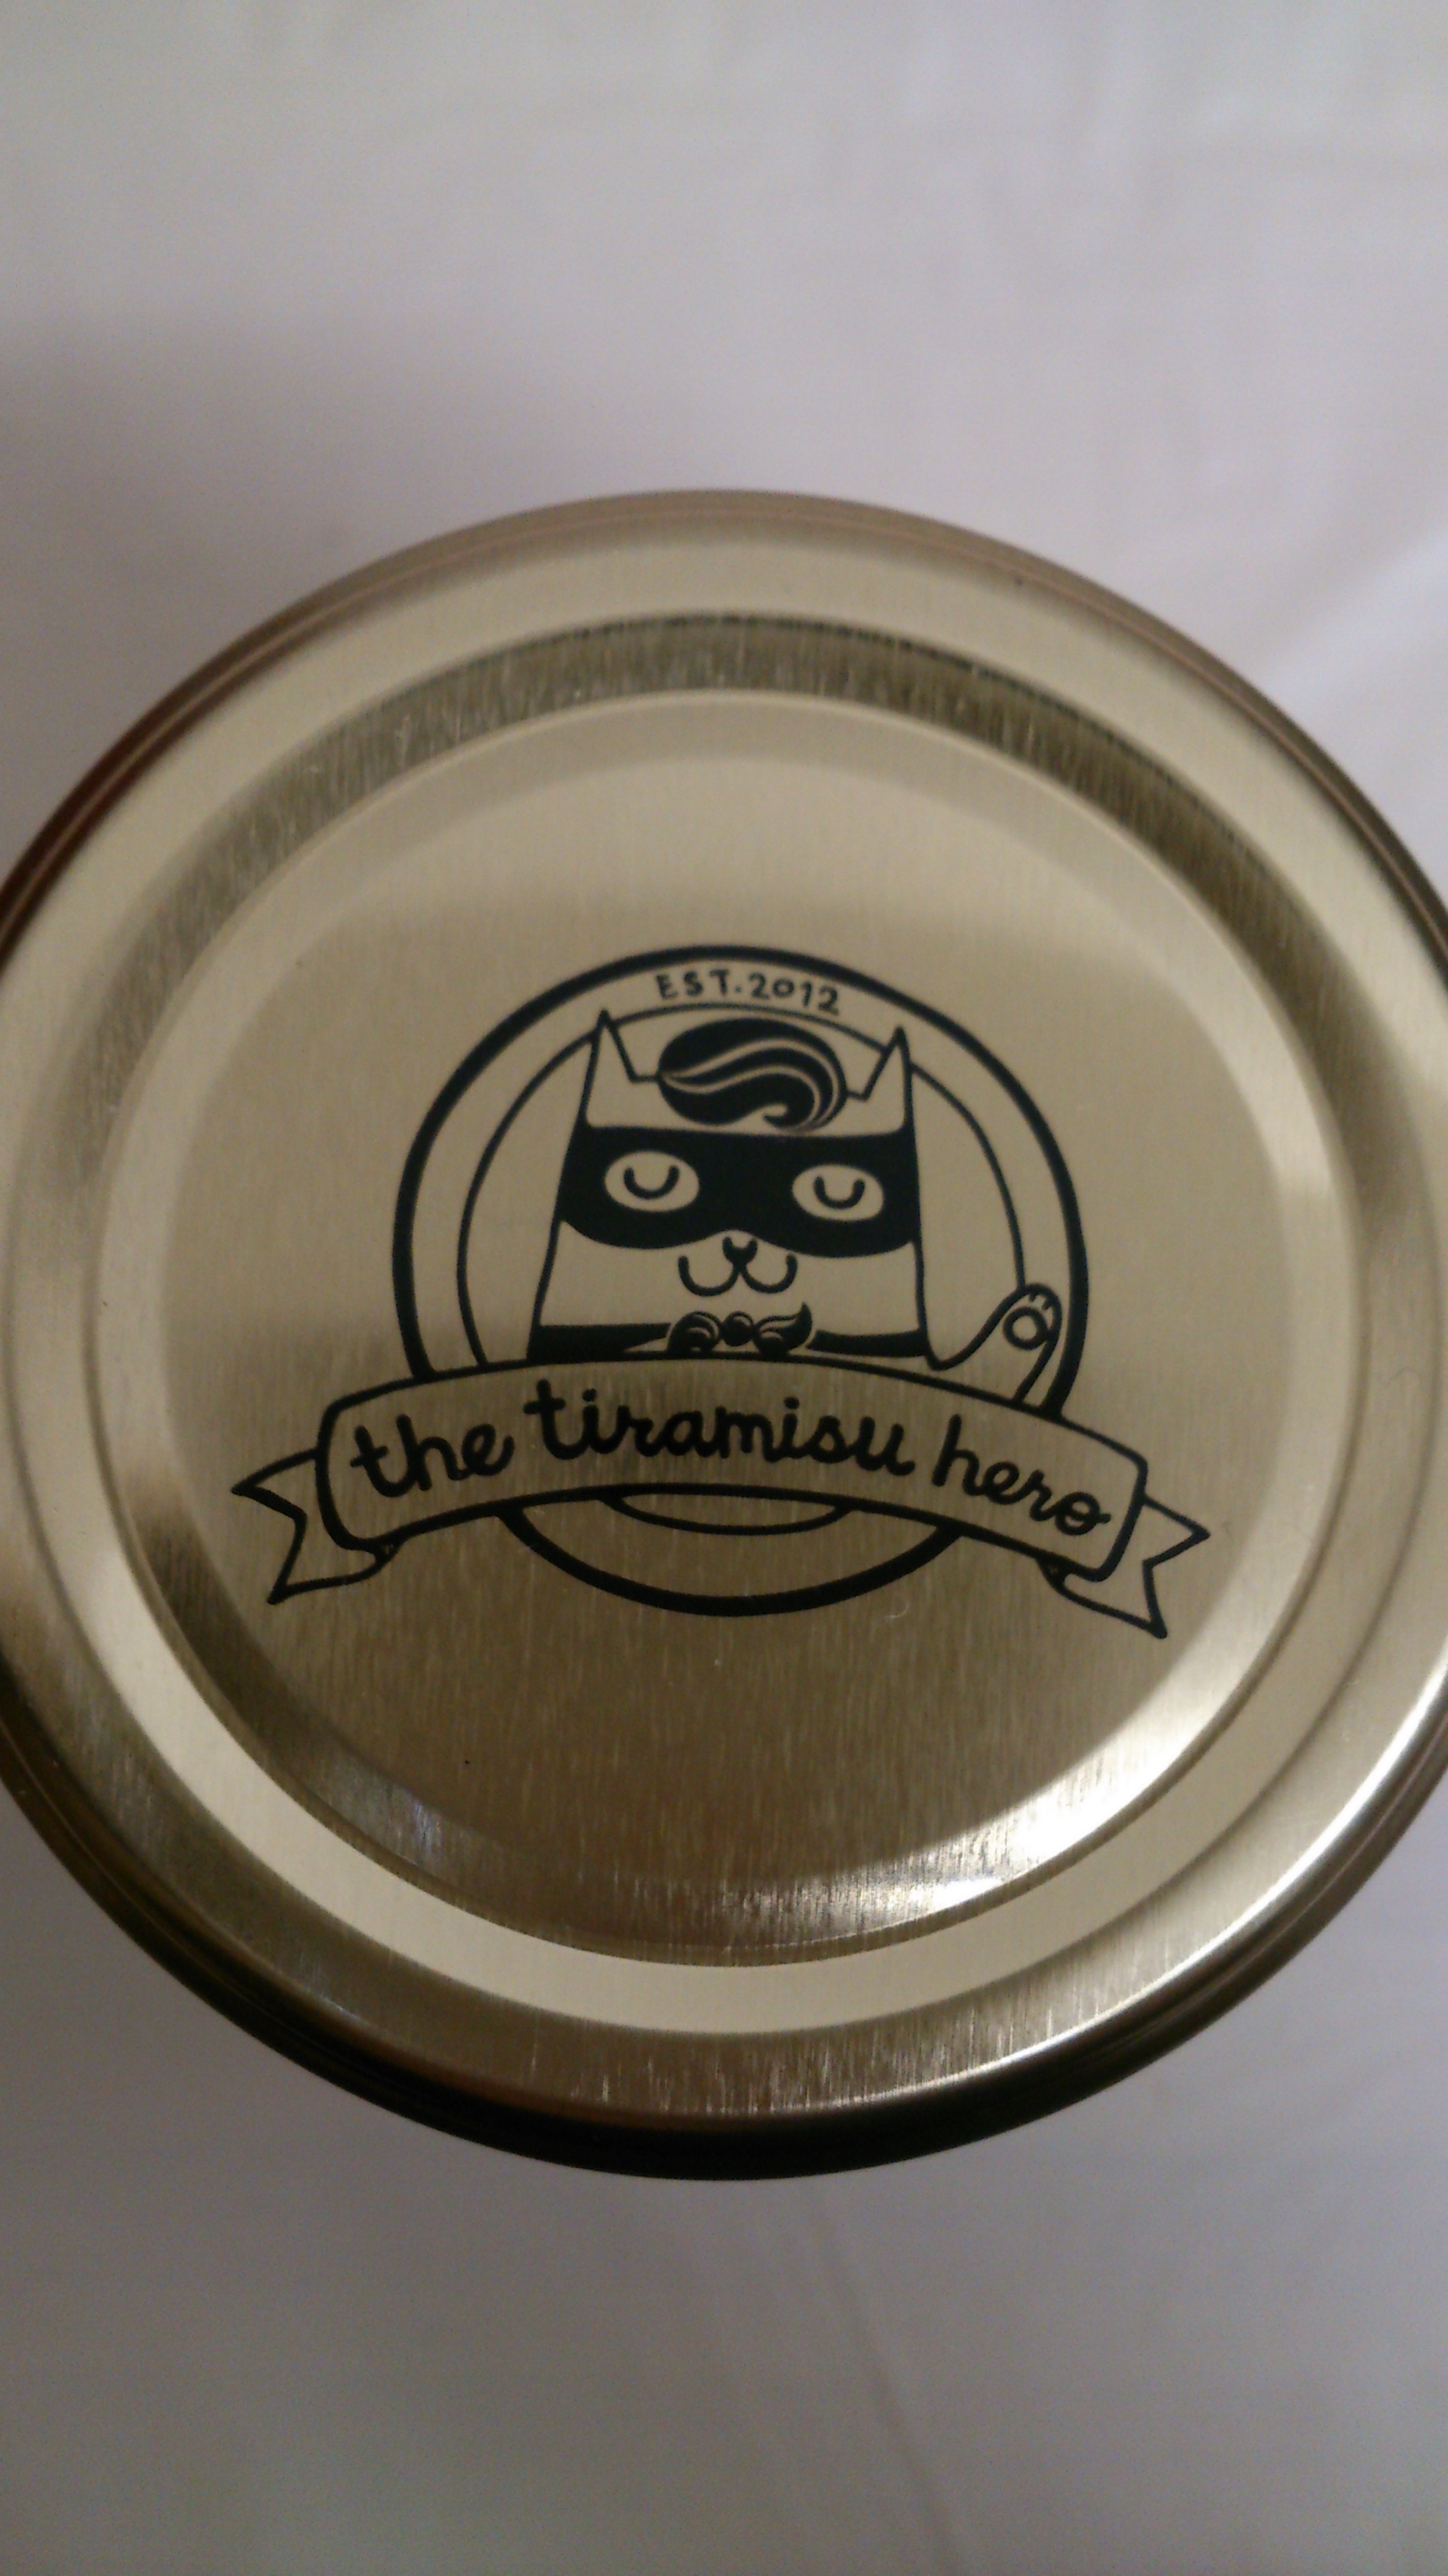 EST.2012
the tiramisu hero